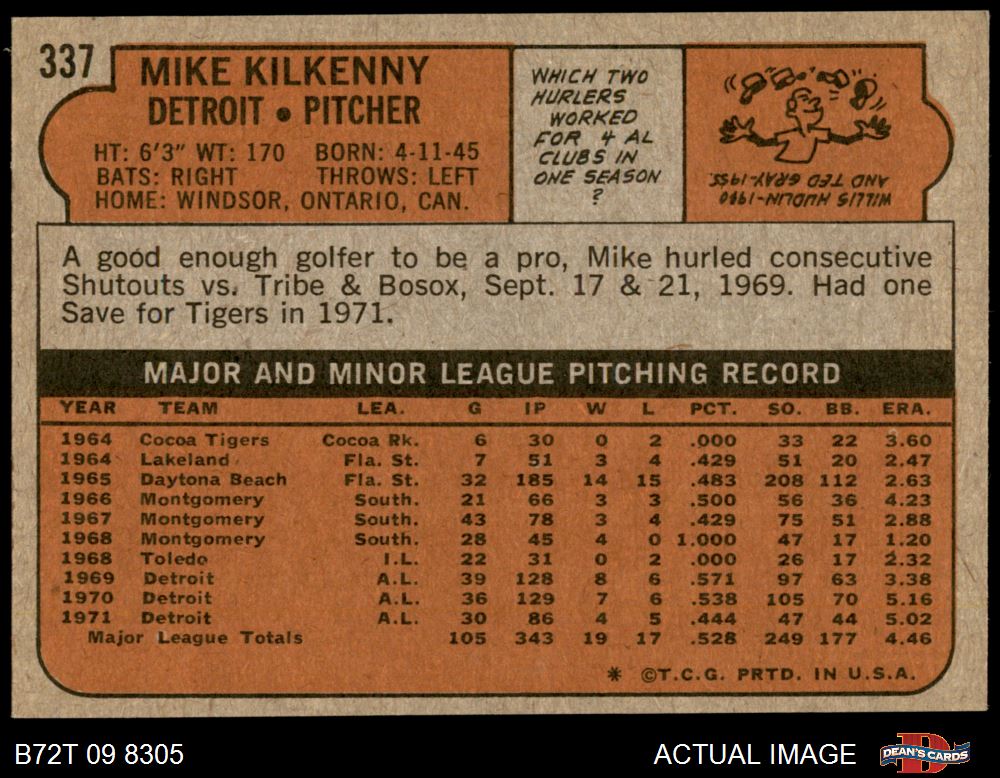 337
MIKE KILKENNY
DETROIT • PITCHER
HT: 6'3" WT: 170 BORN: 4-11-45
BATS: RIGHT THROWS: LEFT
HOME: WINDSOR, ONTARIO, CAN.
WHICH TWO
HURLERS
WORKED
FOR 4 AL
CLUBS IN
ONE SEASON
?
WILLIS HUDLIN-1940
AND TED GRAY-1955.
A good enough golfer to be a pro, Mike hurled consecutive
Shutouts vs. Tribe & Bosox, Sept. 17 & 21, 1969. Had one
Save for Tigers in 1971.
MAJOR AND MINOR LEAGUE PITCHING RECORD
YEAR TEAM LEA. G IP W L PCT. SO. BB. ERA.
1964 Cocoa Tigers Cocoa Rk. 6 30 0 2 .000 33 22 3.60
1964 Lakeland Fla. St. 7 51 3 4 .429 51 20 2.47
1965 Daytona Beach Fla. St. 32 185 14 15 .483 208 112 2.63
1966 Montgomery South. 21 66 3 3 .500 56 36 4.23
1967 Montgomery South. 43 78 3 4 .429 75 51 2.88
1968 Montgomery South. 28 45 4 0 1.000 47 17 1.20
1968 Toledo I.L. 22 31 0 2 .000 26 17 2.32
1969 Detroit A.L. 39 128 8 6 .571 97 63 3.38
1970 Detroit A.L. 36 129 7 6 .538 105 70 5.16
1971 Detroit A.L. 30 86 4 5 .444 47 44 5.02
Major League Totals 105 343 19 17 .528 249 177 4.46
* ©T.C.G. PRTD. IN U.S.A.
B72T 09 8305
ACTUAL IMAGE
DEAN'S CARDS